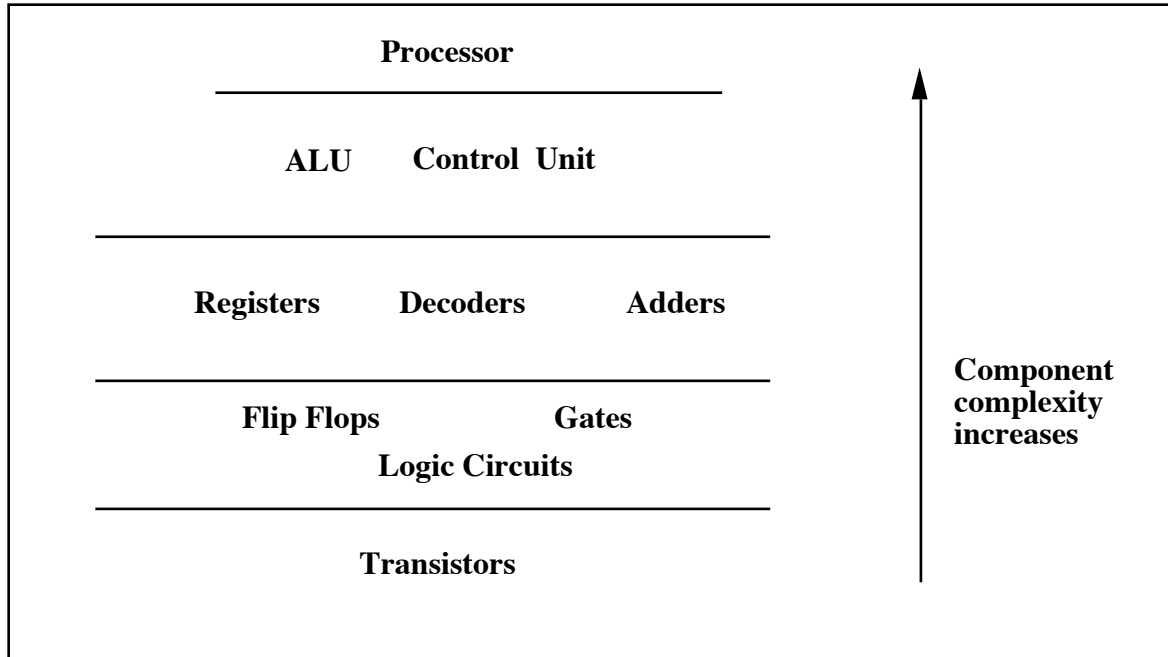 Processor
ALU Control Unit
Registers Decoders Adders
Flip Flops Gates
Logic Circuits
Transistors
Component
complexity
increases